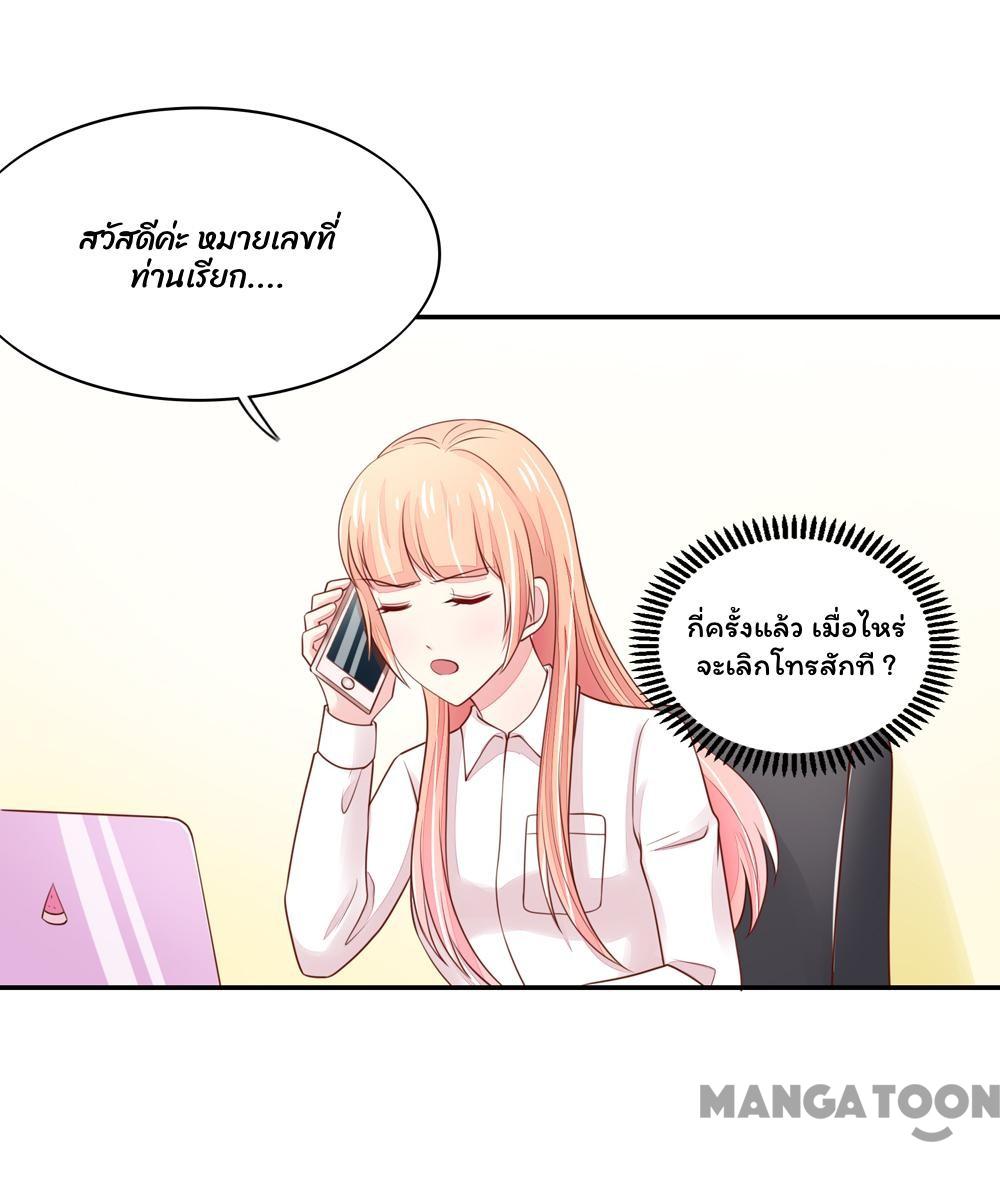 สวัสดีค่ะ หมายเลขที่
ท่านเรียก....
กี่ครั้งแล้ว เมื่อไหร่
จะเลิกโทรสักที ?
MANGATOON